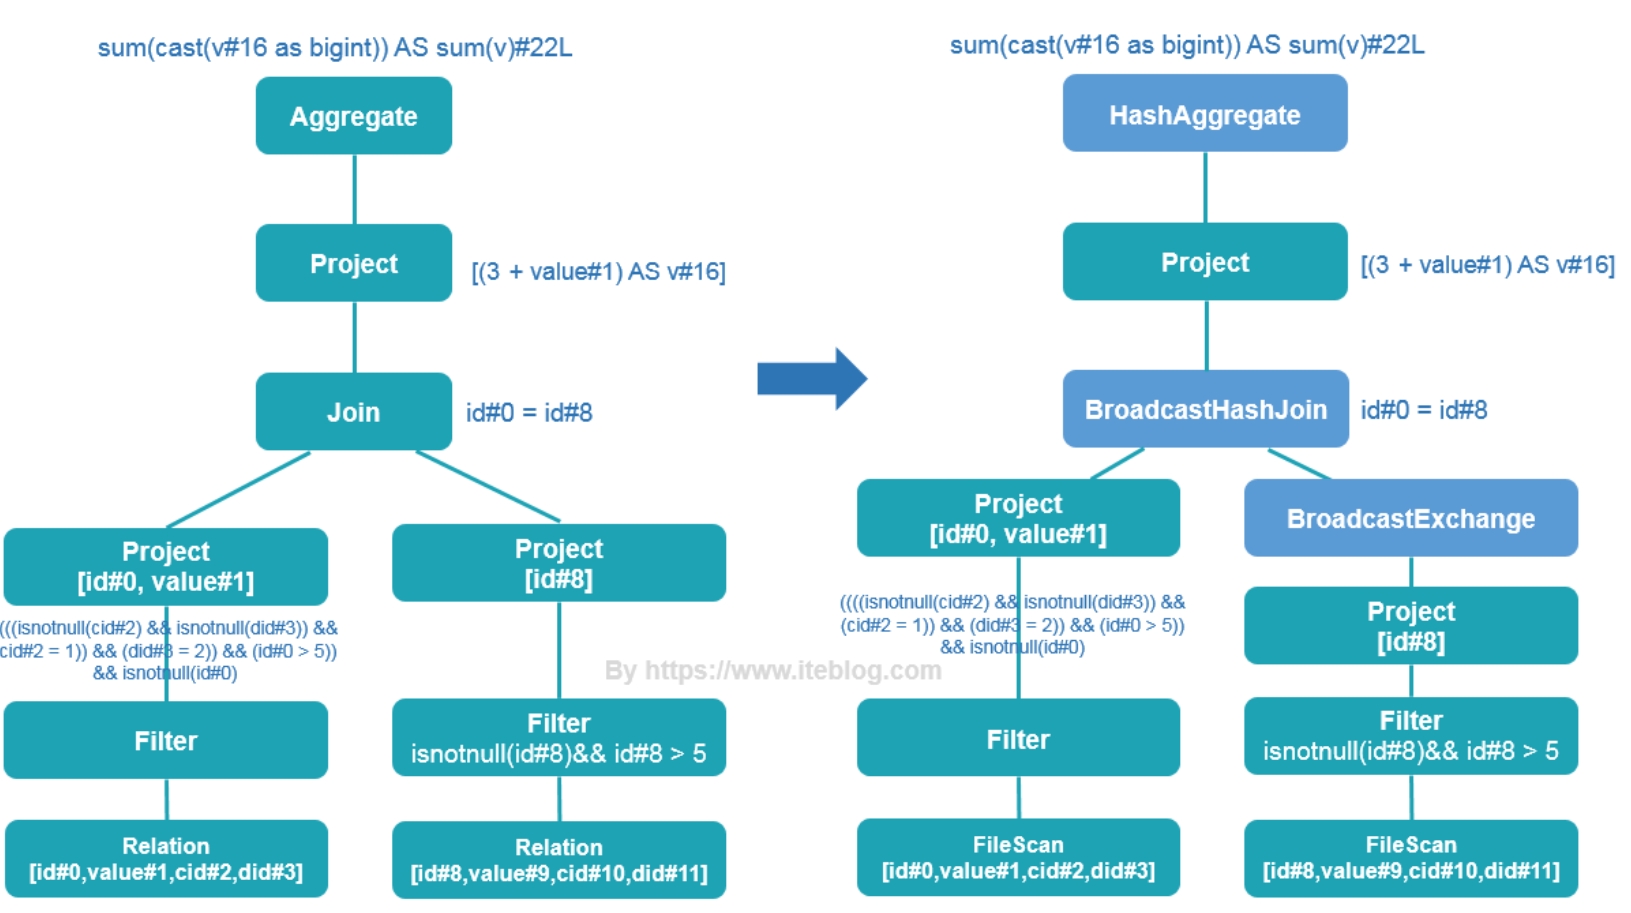 sum(cast(v#16 as bigint)) AS sum(v)#22L
Aggregate
Project
[(3 + value#1) AS v#16]
Join
id#0 = id#8
Project
[id#0, value#1]
Project
[id#8]
(((isnotnull(cid#2) && isnotnull(did#3)) &&
cid#2 = 1)) && (did#3 = 2)) && (id#0 > 5))
&& isnotnull(id#0)
Filter
Filter
isnotnull(id#8)&& id#8 > 5
Relation
[id#0,value#1,cid#2,did#3]
Relation
[id#8,value#9,cid#10,did#11]
By https://www.iteblog.com
sum(cast(v#16 as bigint)) AS sum(v)#22L
HashAggregate
Project
[(3 + value#1) AS v#16]
BroadcastHashJoin
id#0 = id#8
Project
[id#0, value#1]
BroadcastExchange
((((isnotnull(cid#2) && isnotnull(did#3)) &&
(cid#2 = 1)) && (did#3 = 2)) && (id#0 > 5))
&& isnotnull(id#0)
Project
[id#8]
Filter
Filter
isnotnull(id#8)&& id#8 > 5
FileScan
[id#0,value#1,cid#2,did#3]
FileScan
[id#8,value#9,cid#10,did#11]